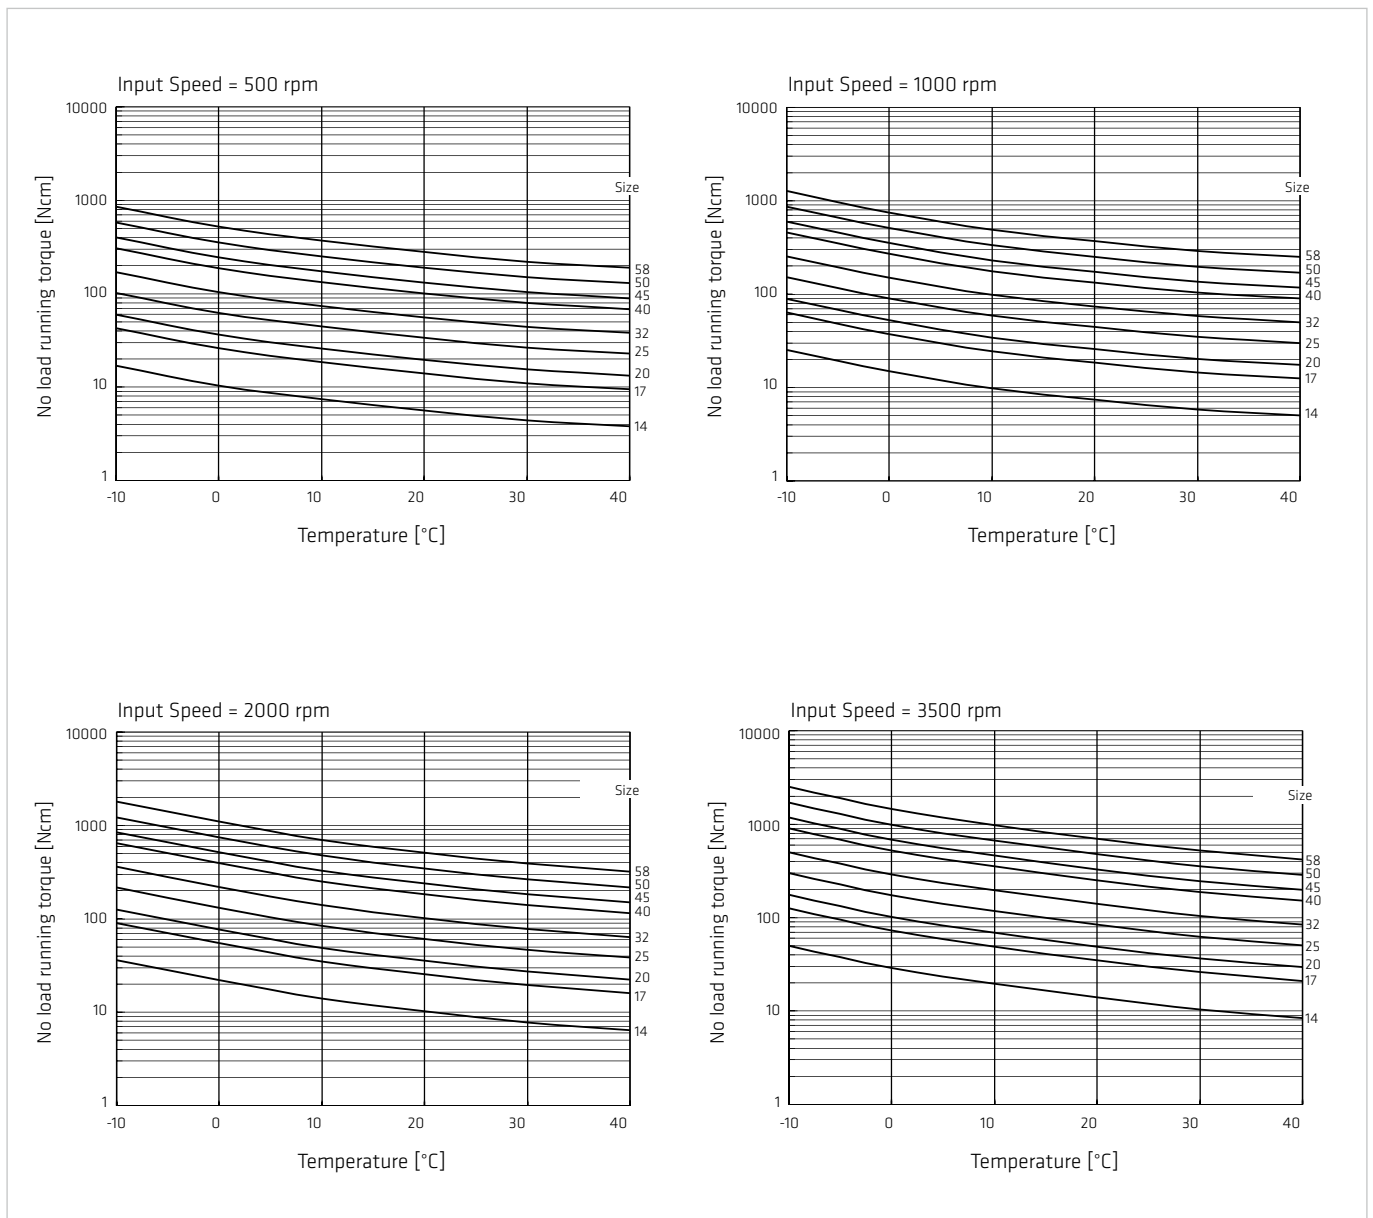 Input Speed = 500 rpm
10000
1000
100
10
1
No load running torque [Ncm]
Size
58
50
45
40
32
25
20
17
14
-10 0 10 20 30 40
Temperature [°C]
Input Speed = 1000 rpm
10000
1000
100
10
1
No load running torque [Ncm]
Size
58
50
45
40
32
25
20
17
14
-10 0 10 20 30 40
Temperature [°C]
Input Speed = 2000 rpm
10000
1000
100
10
1
No load running torque [Ncm]
Size
58
50
45
40
32
25
20
17
14
-10 0 10 20 30 40
Temperature [°C]
Input Speed = 3500 rpm
10000
1000
100
10
1
No load running torque [Ncm]
Size
58
50
45
40
32
25
20
17
14
-10 0 10 20 30 40
Temperature [°C]